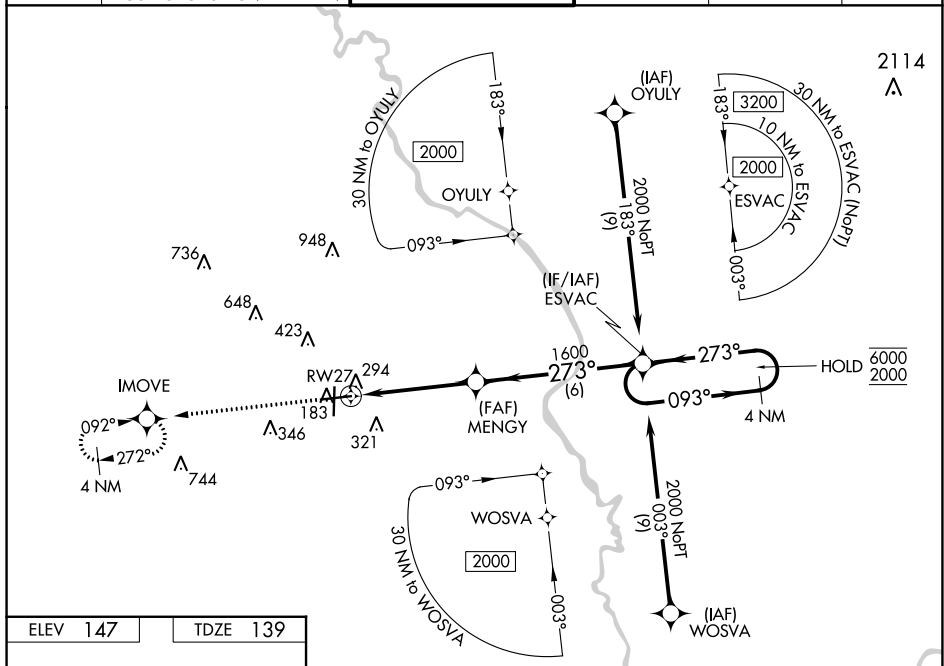 2114
(IAF)
OYULY
30 NM to OYULY
183°
2000
OYULY
093°
183°
3200
30 NM to ESVAC (NoPT)
10 NM to ESVAC
2000
ESVAC
003°
2000 NoPT
183°
(9)
736
948
648
423
(IF/IAF)
ESVAC
1600
273°
(6)
273°
HOLD
6000
2000
093°
4 NM
IMOVE
RW27
294
183
(FAF)
MENGY
092°
272°
4 NM
346
321
744
093°
WOSVA
2000
30 NM to WOSVA
003°
2000 NoPT
003°
(9)
(IAF)
WOSVA
ELEV 147
TDZE 139